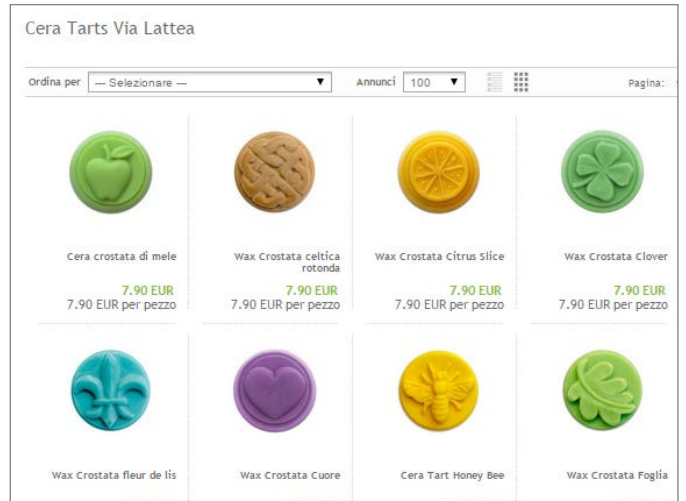 Cera Tarts Via Lattea
Ordina per --- Selezionare --- Annunci 100 Pagina:
Cera crostata di mele Wax Crostata celtica rotonda Wax Crostata Citrus Slice Wax Crostata Clover
7.90 EUR 7.90 EUR 7.90 EUR 7.90 EUR
7.90 EUR per pezzo 7.90 EUR per pezzo 7.90 EUR per pezzo 7.90 EUR per pezzo
Wax Crostata fleur de lis Wax Crostata Cuore Cera Tart Honey Bee Wax Crostata Foglia